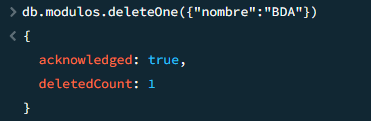 > db.modulos.deleteOne({"nombre":"BDA"})
< {
acknowledged: true,
deletedCount: 1
}